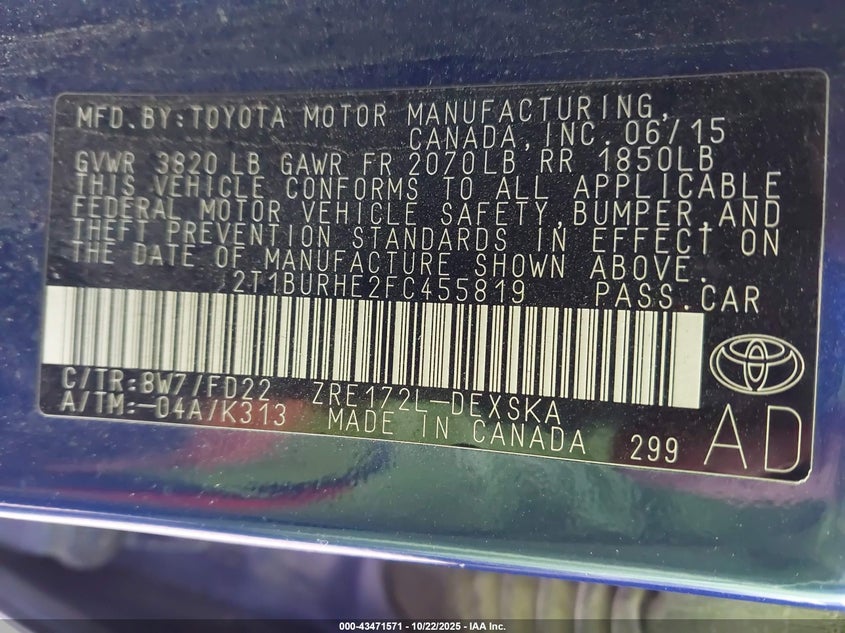 MFD.BY:TOYOTA MOTOR MANUFACTURING,
CANADA,INC. 06/15
GVWR 3820 LB GAWR FR 2070LB RR 1850LB
THIS VEHICLE CONFORMS TO ALL APPLICABLE
FEDERAL MOTOR VEHICLE SAFETY,BUMPER,AND
THEFT PREVENTION STANDARDS IN EFFECT ON
THE DATE OF MANUFACTURE SHOWN ABOVE.
2T1BURHE2FC455819 PASS.CAR
C/TR:8W7/FD22 ZRE172L-DEXSKA
A/TM:-04A/K313 MADE IN CANADA 299 AD
000-43471571 - 10/22/2025 - IAA Inc.